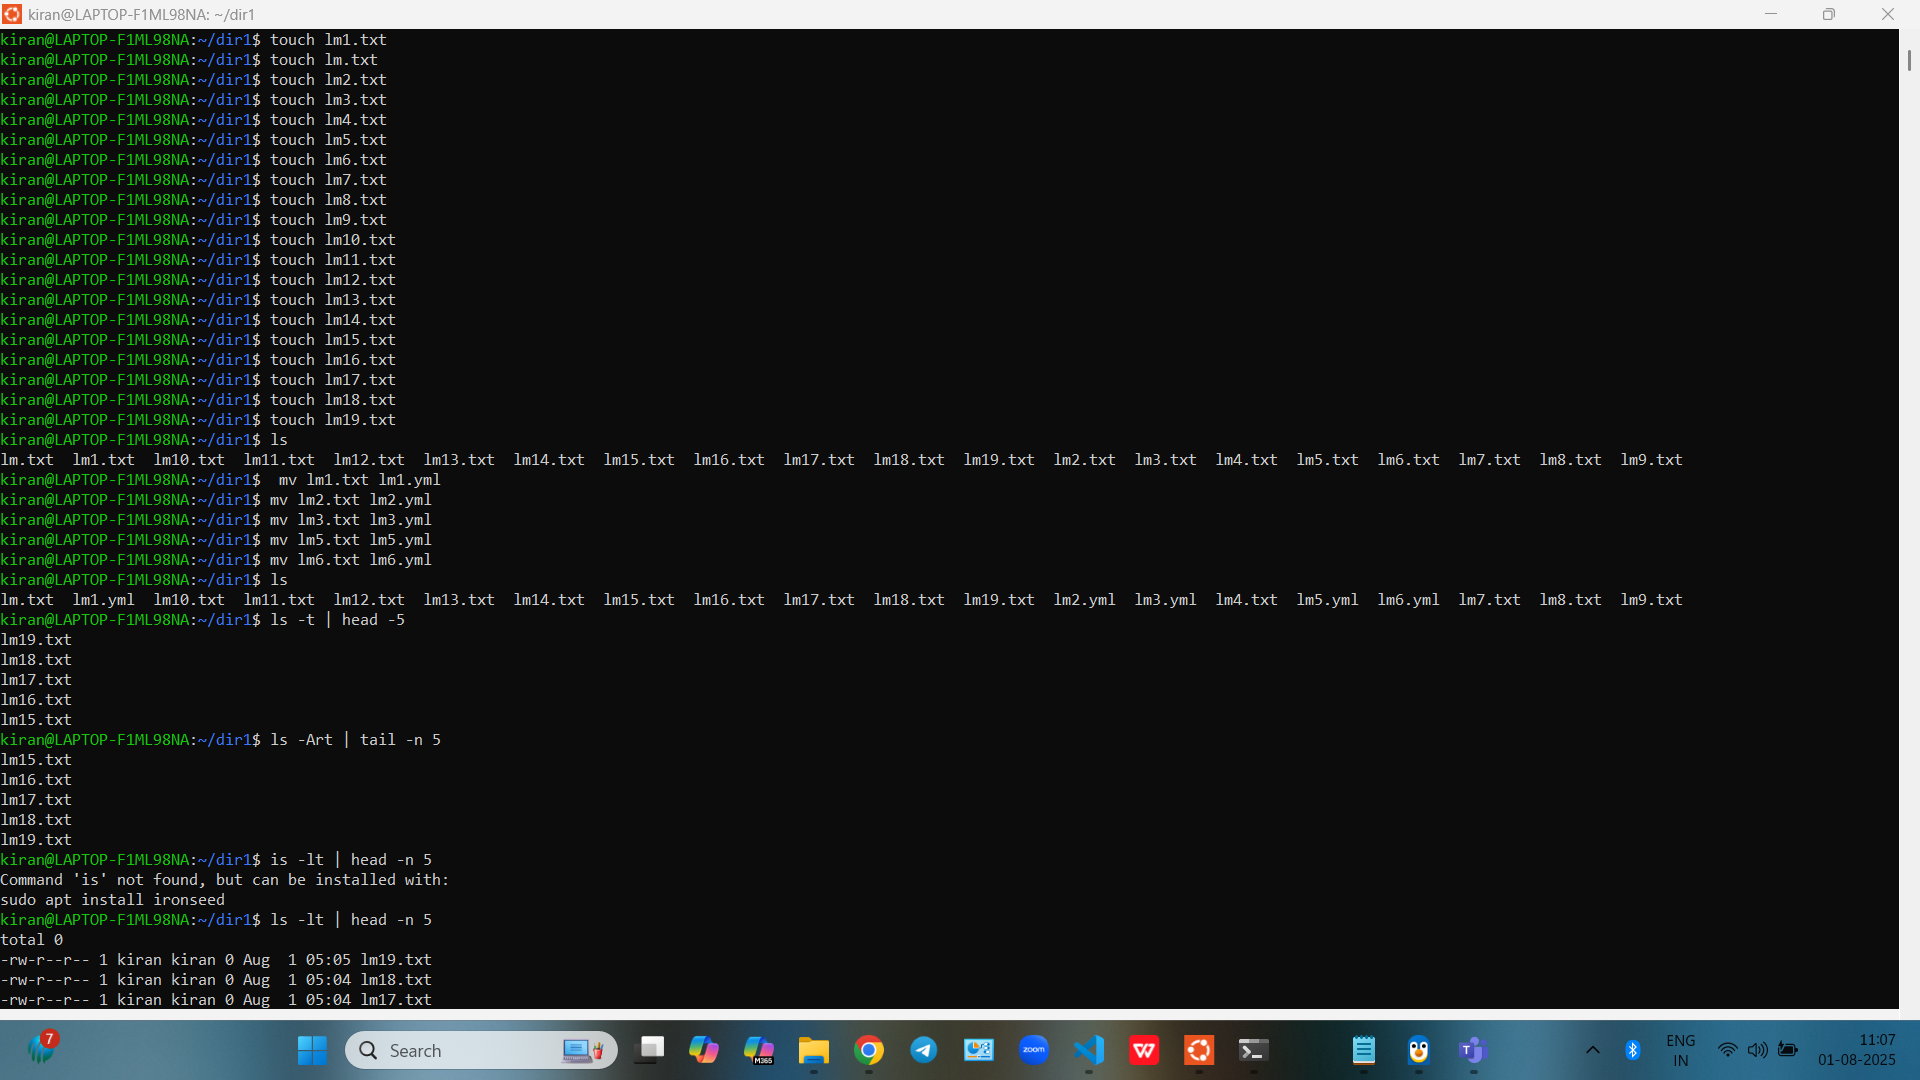 kiran@LAPTOP-F1ML98NA: ~/dir1
kiran@LAPTOP-F1ML98NA:~/dir1$ touch lm1.txt
kiran@LAPTOP-F1ML98NA:~/dir1$ touch lm.txt
kiran@LAPTOP-F1ML98NA:~/dir1$ touch lm2.txt
kiran@LAPTOP-F1ML98NA:~/dir1$ touch lm3.txt
kiran@LAPTOP-F1ML98NA:~/dir1$ touch lm4.txt
kiran@LAPTOP-F1ML98NA:~/dir1$ touch lm5.txt
kiran@LAPTOP-F1ML98NA:~/dir1$ touch lm6.txt
kiran@LAPTOP-F1ML98NA:~/dir1$ touch lm7.txt
kiran@LAPTOP-F1ML98NA:~/dir1$ touch lm8.txt
kiran@LAPTOP-F1ML98NA:~/dir1$ touch lm9.txt
kiran@LAPTOP-F1ML98NA:~/dir1$ touch lm10.txt
kiran@LAPTOP-F1ML98NA:~/dir1$ touch lm11.txt
kiran@LAPTOP-F1ML98NA:~/dir1$ touch lm12.txt
kiran@LAPTOP-F1ML98NA:~/dir1$ touch lm13.txt
kiran@LAPTOP-F1ML98NA:~/dir1$ touch lm14.txt
kiran@LAPTOP-F1ML98NA:~/dir1$ touch lm15.txt
kiran@LAPTOP-F1ML98NA:~/dir1$ touch lm16.txt
kiran@LAPTOP-F1ML98NA:~/dir1$ touch lm17.txt
kiran@LAPTOP-F1ML98NA:~/dir1$ touch lm18.txt
kiran@LAPTOP-F1ML98NA:~/dir1$ touch lm19.txt
kiran@LAPTOP-F1ML98NA:~/dir1$ ls
lm.txt  lm1.txt  lm10.txt  lm11.txt  lm12.txt  lm13.txt  lm14.txt  lm15.txt  lm16.txt  lm17.txt  lm18.txt  lm19.txt  lm2.txt  lm3.txt  lm4.txt  lm5.txt  lm6.txt  lm7.txt  lm8.txt  lm9.txt
kiran@LAPTOP-F1ML98NA:~/dir1$  mv lm1.txt lm1.yml
kiran@LAPTOP-F1ML98NA:~/dir1$ mv lm2.txt lm2.yml
kiran@LAPTOP-F1ML98NA:~/dir1$ mv lm3.txt lm3.yml
kiran@LAPTOP-F1ML98NA:~/dir1$ mv lm5.txt lm5.yml
kiran@LAPTOP-F1ML98NA:~/dir1$ mv lm6.txt lm6.yml
kiran@LAPTOP-F1ML98NA:~/dir1$ ls
lm.txt  lm1.yml  lm10.txt  lm11.txt  lm12.txt  lm13.txt  lm14.txt  lm15.txt  lm16.txt  lm17.txt  lm18.txt  lm19.txt  lm2.yml  lm3.yml  lm4.txt  lm5.yml  lm6.yml  lm7.txt  lm8.txt  lm9.txt
kiran@LAPTOP-F1ML98NA:~/dir1$ ls -t | head -5
lm19.txt
lm18.txt
lm17.txt
lm16.txt
lm15.txt
kiran@LAPTOP-F1ML98NA:~/dir1$ ls -Art | tail -n 5
lm15.txt
lm16.txt
lm17.txt
lm18.txt
lm19.txt
kiran@LAPTOP-F1ML98NA:~/dir1$ is -lt | head -n 5
Command 'is' not found, but can be installed with:
sudo apt install ironseed
kiran@LAPTOP-F1ML98NA:~/dir1$ ls -lt | head -n 5
total 0
-rw-r--r-- 1 kiran kiran 0 Aug  1 05:05 lm19.txt
-rw-r--r-- 1 kiran kiran 0 Aug  1 05:04 lm18.txt
-rw-r--r-- 1 kiran kiran 0 Aug  1 05:04 lm17.txt
7
Search
M365
zoom
W
T
ENG
IN
11:07
01-08-2025